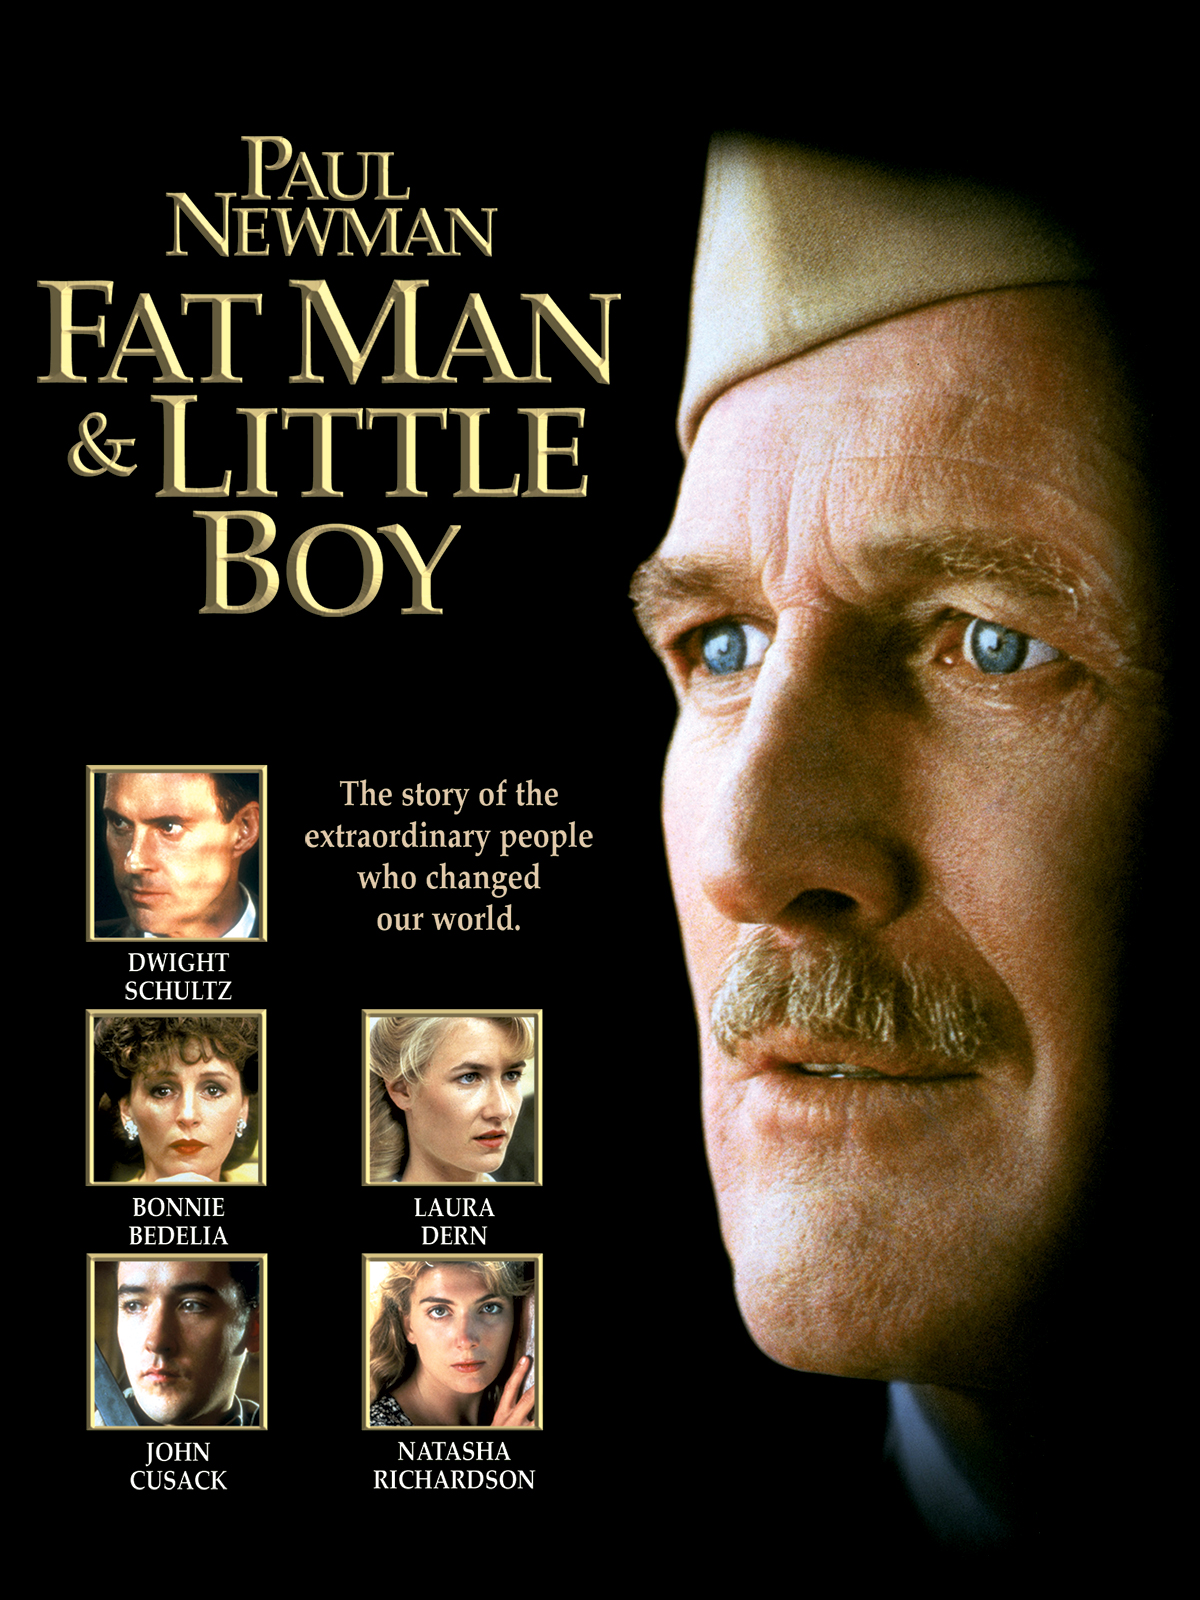 PAUL
NEWMAN
FAT MAN
& LITTLE
BOY
The story of the
extraordinary people
who changed
our world.
DWIGHT
SCHULTZ
BONNIE
BEDELIA
LAURA
DERN
JOHN
CUSACK
NATASHA
RICHARDSON